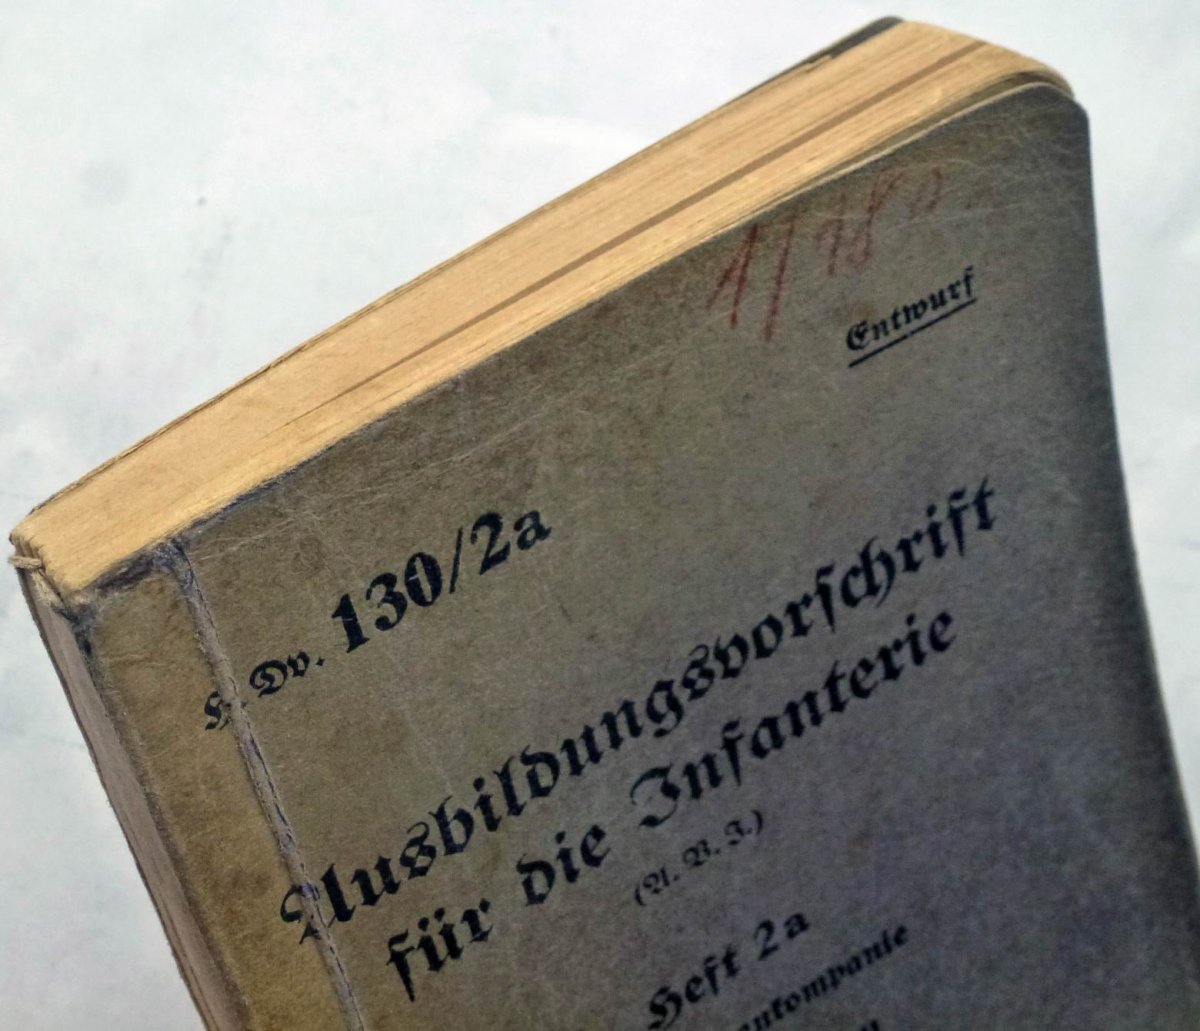 Entwurf
H. Dv. 130/2a
Ausbildungsvorschrift
für die Infanterie
(A. V. I.)
Heft 2a